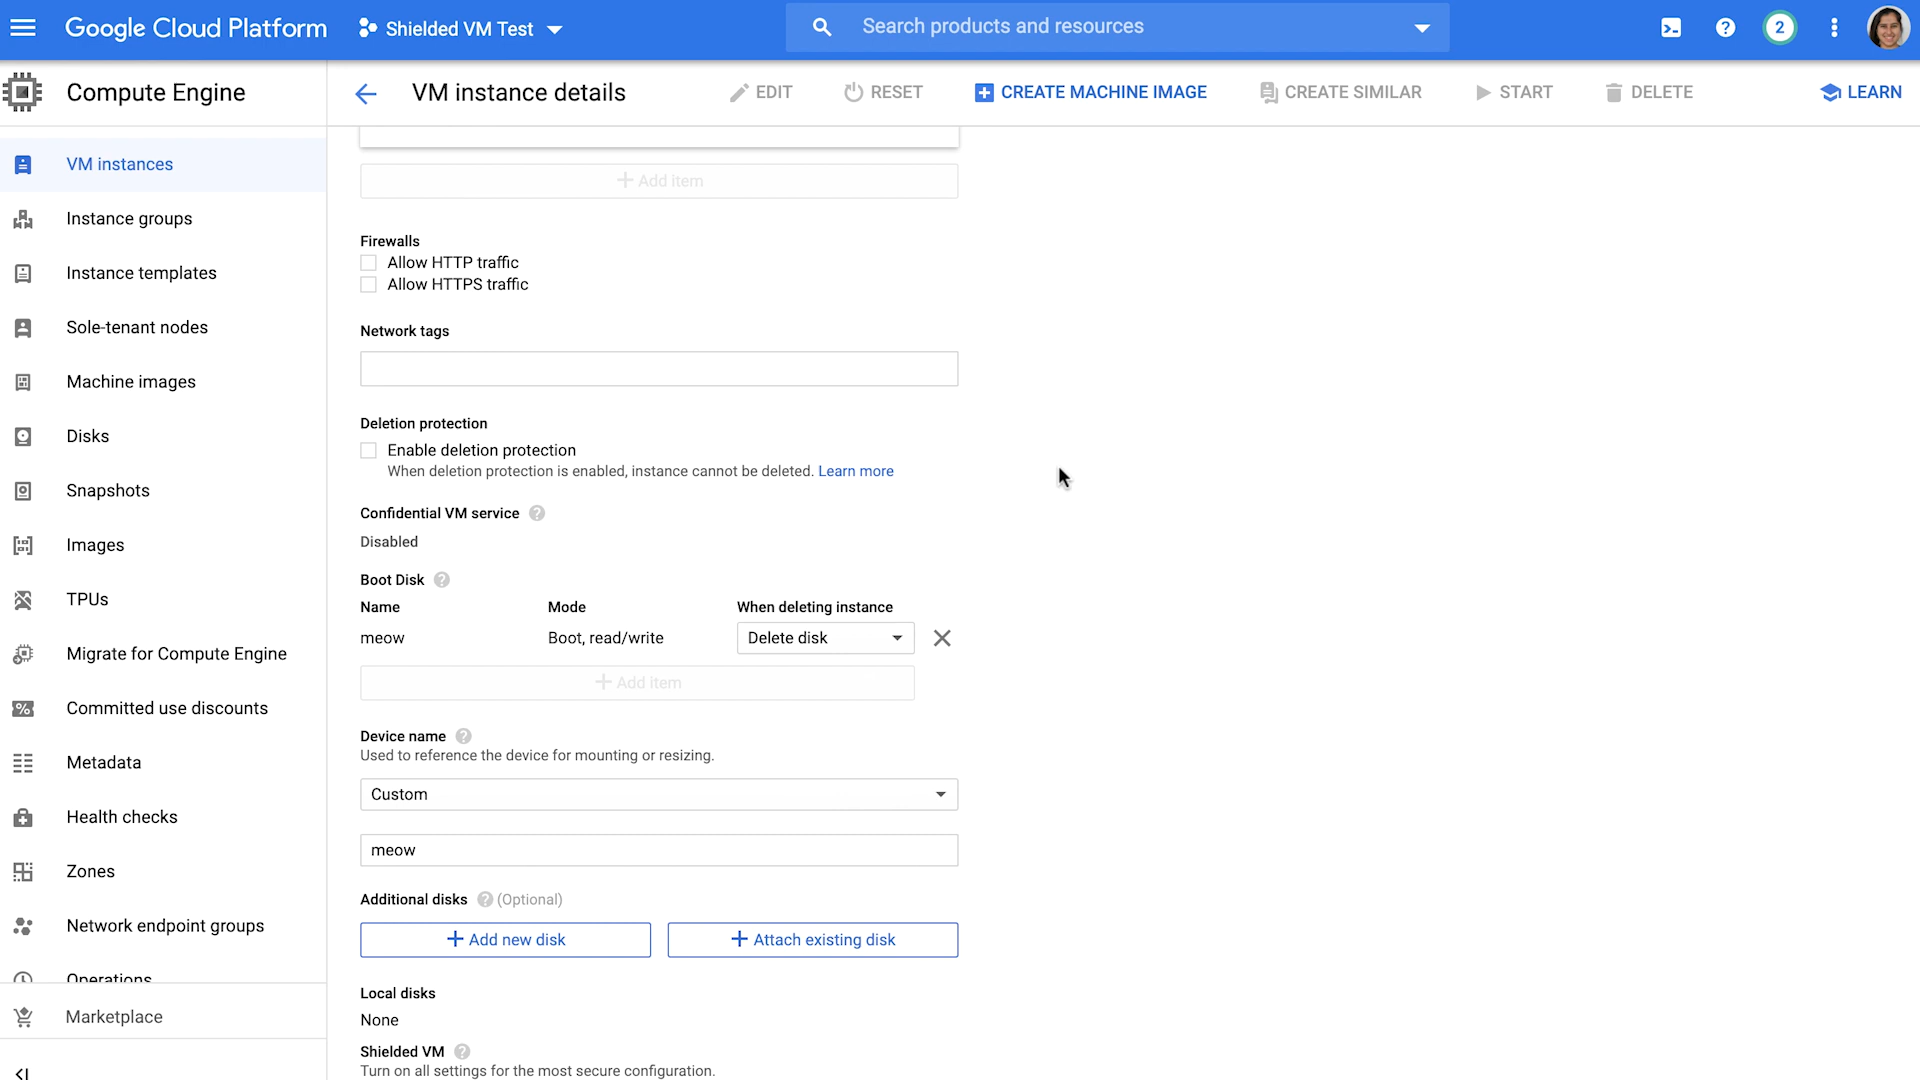 Google Cloud Platform
Shielded VM Test
Search products and resources
2
Compute Engine
VM instance details
EDIT
RESET
CREATE MACHINE IMAGE
CREATE SIMILAR
START
DELETE
LEARN
VM instances
Instance groups
Instance templates
Sole-tenant nodes
Machine images
Disks
Snapshots
Images
TPUs
Migrate for Compute Engine
Committed use discounts
Metadata
Health checks
Zones
Network endpoint groups
Operations
Marketplace
+ Add item
Firewalls
Allow HTTP traffic
Allow HTTPS traffic
Network tags
Deletion protection
Enable deletion protection
When deletion protection is enabled, instance cannot be deleted. Learn more
Confidential VM service
Disabled
Boot Disk
Name Mode When deleting instance
meow Boot, read/write Delete disk
+ Add item
Device name
Used to reference the device for mounting or resizing.
Custom
meow
Additional disks (Optional)
+ Add new disk + Attach existing disk
Local disks
None
Shielded VM
Turn on all settings for the most secure configuration.